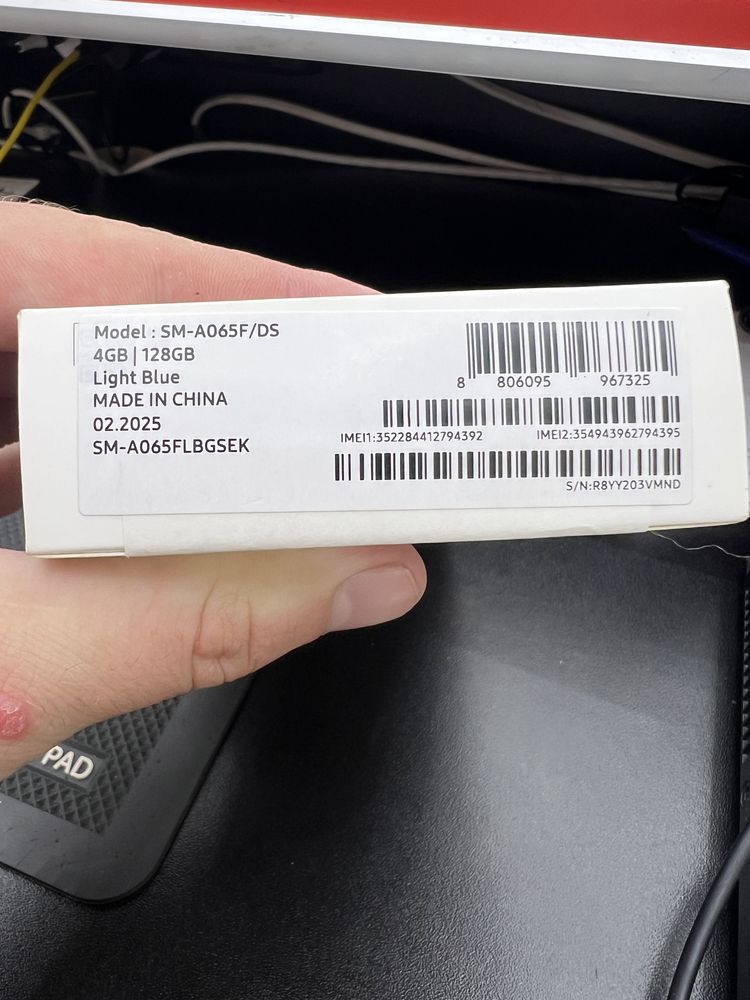 Model : SM-A065F/DS
4GB | 128GB
Light Blue
MADE IN CHINA
02.2025
SM-A065FLBGSEK
8 806095 967325
IMEI1:352284412794392 IMEI2:354943962794395
S/N:R8YY203VMND
PAD